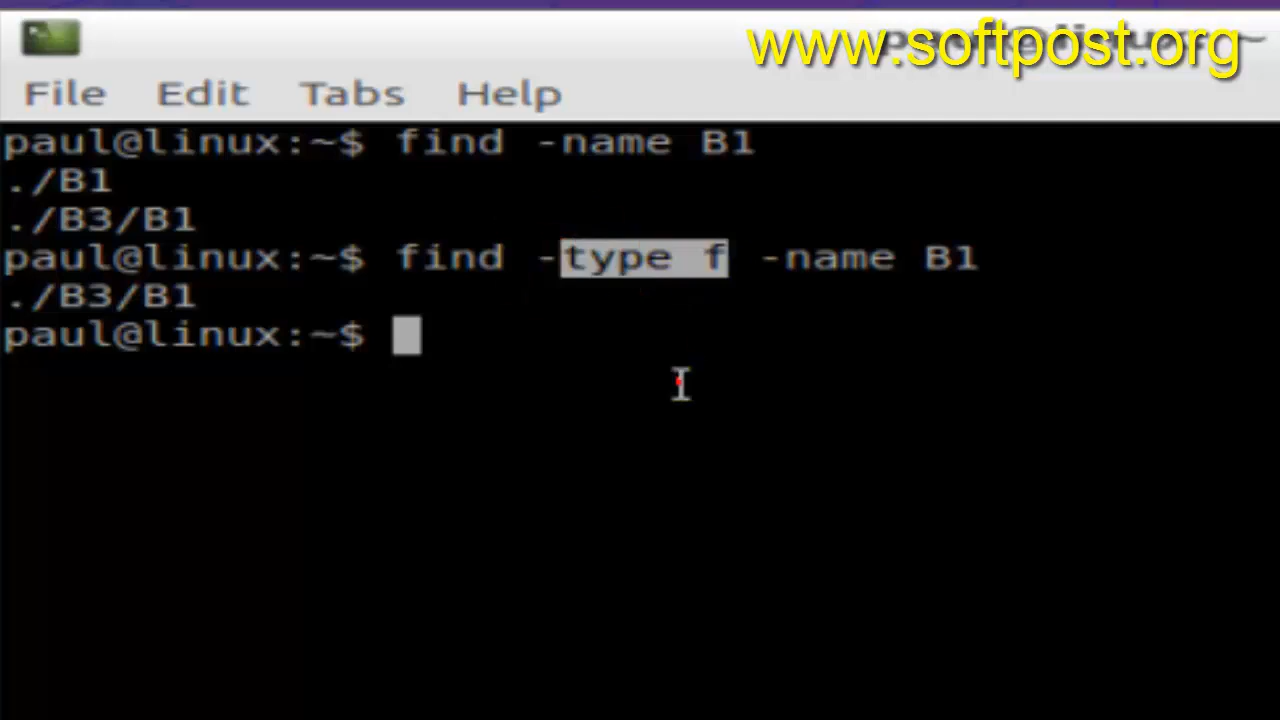 www.softpost.org
File Edit Tabs Help
paul@linux:~$ find -name B1
./B1
./B3/B1
paul@linux:~$ find -type f -name B1
./B3/B1
paul@linux:~$